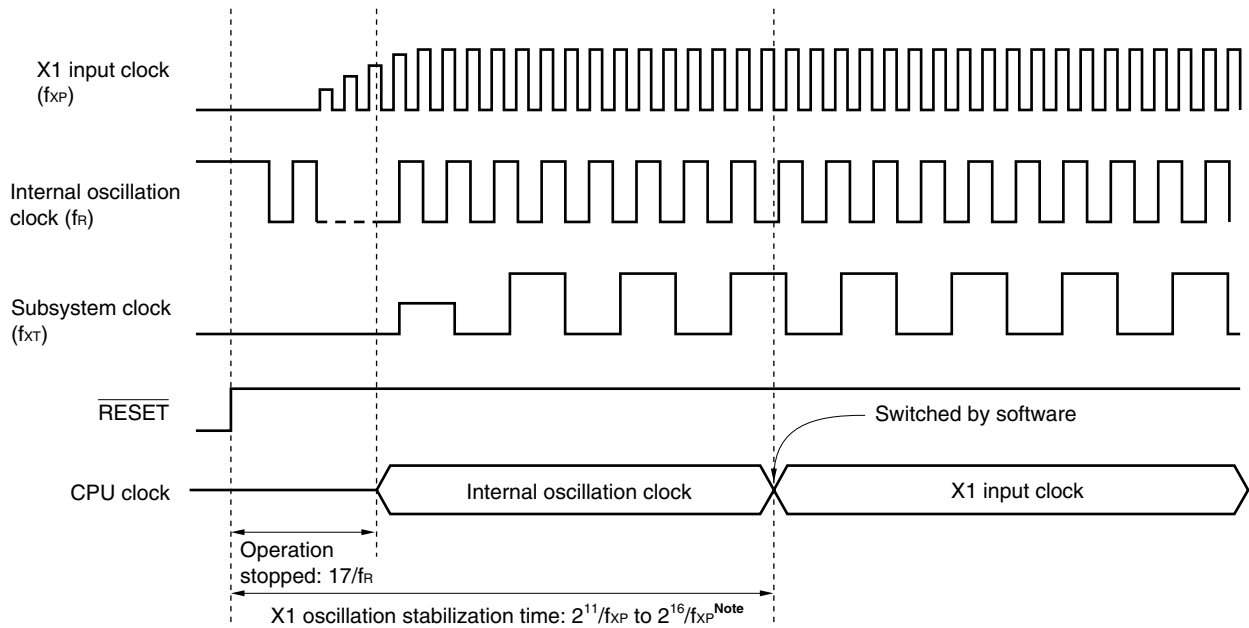 X1 input clock
(fXP)
Internal oscillation
clock (fR)
Subsystem clock
(fXT)
RESET
Switched by software
CPU clock
Internal oscillation clock
X1 input clock
Operation
stopped: 17/fR
X1 oscillation stabilization time: 2^11/fXP to 2^16/fXP^Note